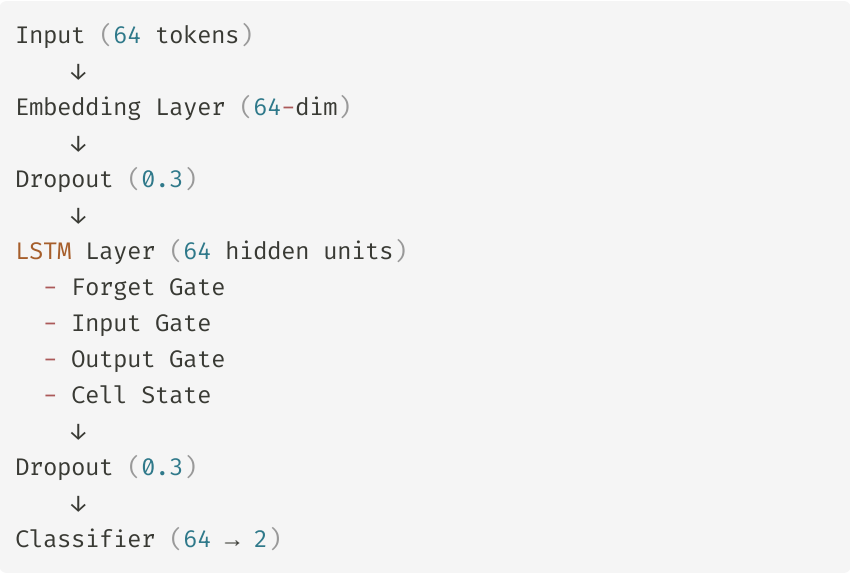 Input (64 tokens)
↓
Embedding Layer (64-dim)
↓
Dropout (0.3)
↓
LSTM Layer (64 hidden units)
- Forget Gate
- Input Gate
- Output Gate
- Cell State
↓
Dropout (0.3)
↓
Classifier (64 → 2)